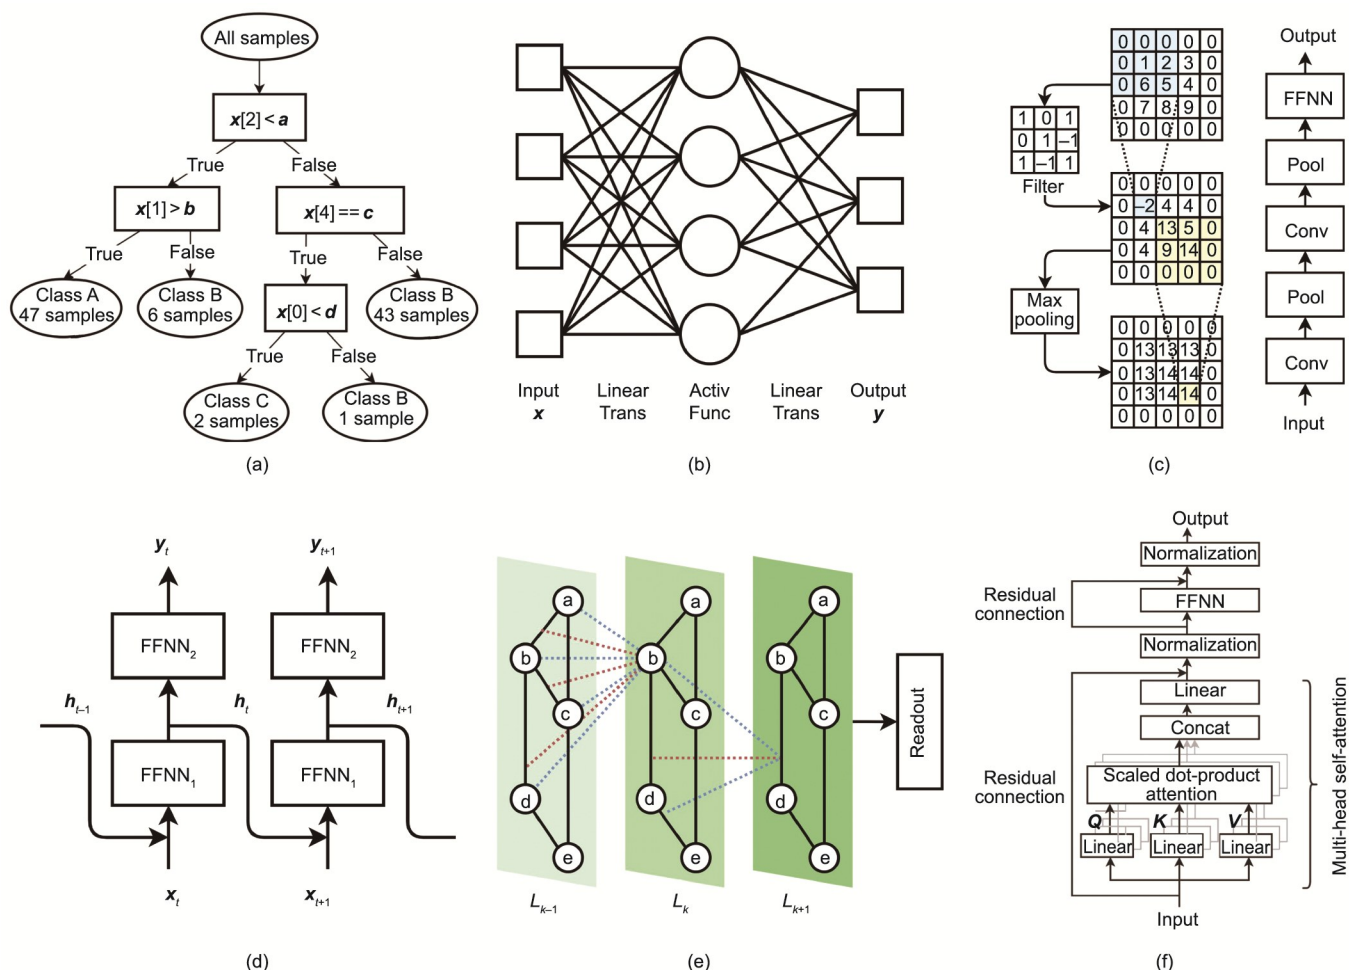 All samples
x[2] < a
True
False
x[1] > b
x[4] == c
True
False
True
False
Class A
47 samples
Class B
6 samples
x[0] < d
Class B
43 samples
True
False
Class C
2 samples
Class B
1 sample
(a)
Input
x
Linear
Trans
Activ
Func
Linear
Trans
Output
y
(b)
0 0 0 0 0
0 1 2 3 0
0 6 5 4 0
0 7 8 9 0
0 0 0 0 0
1 0 1
0 1 –1
1 –1 1
Filter
0 0 0 0 0
0 –2 4 4 0
0 4 13 5 0
0 4 9 14 0
0 0 0 0 0
Max
pooling
0 0 0 0 0
0 13 13 13 0
0 13 14 14 0
0 13 14 14 0
0 0 0 0 0
Output
FFNN
Pool
Conv
Pool
Conv
Input
(c)
yt
yt+1
FFNN2
FFNN2
ht–1
ht
ht+1
FFNN1
FFNN1
xt
xt+1
(d)
a
b
c
d
e
Lk–1
a
b
c
d
e
Lk
a
b
c
d
e
Lk+1
Readout
(e)
Output
Normalization
Residual
connection
FFNN
Normalization
Linear
Concat
Residual
connection
Scaled dot-product
attention
Q
K
V
Linear
Linear
Linear
Multi-head self-attention
Input
(f)